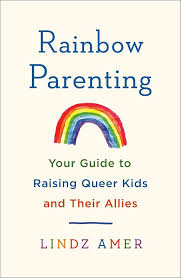 Rainbow
Parenting
Your Guide to
Raising Queer Kids
and Their Allies
LINDZ AMER